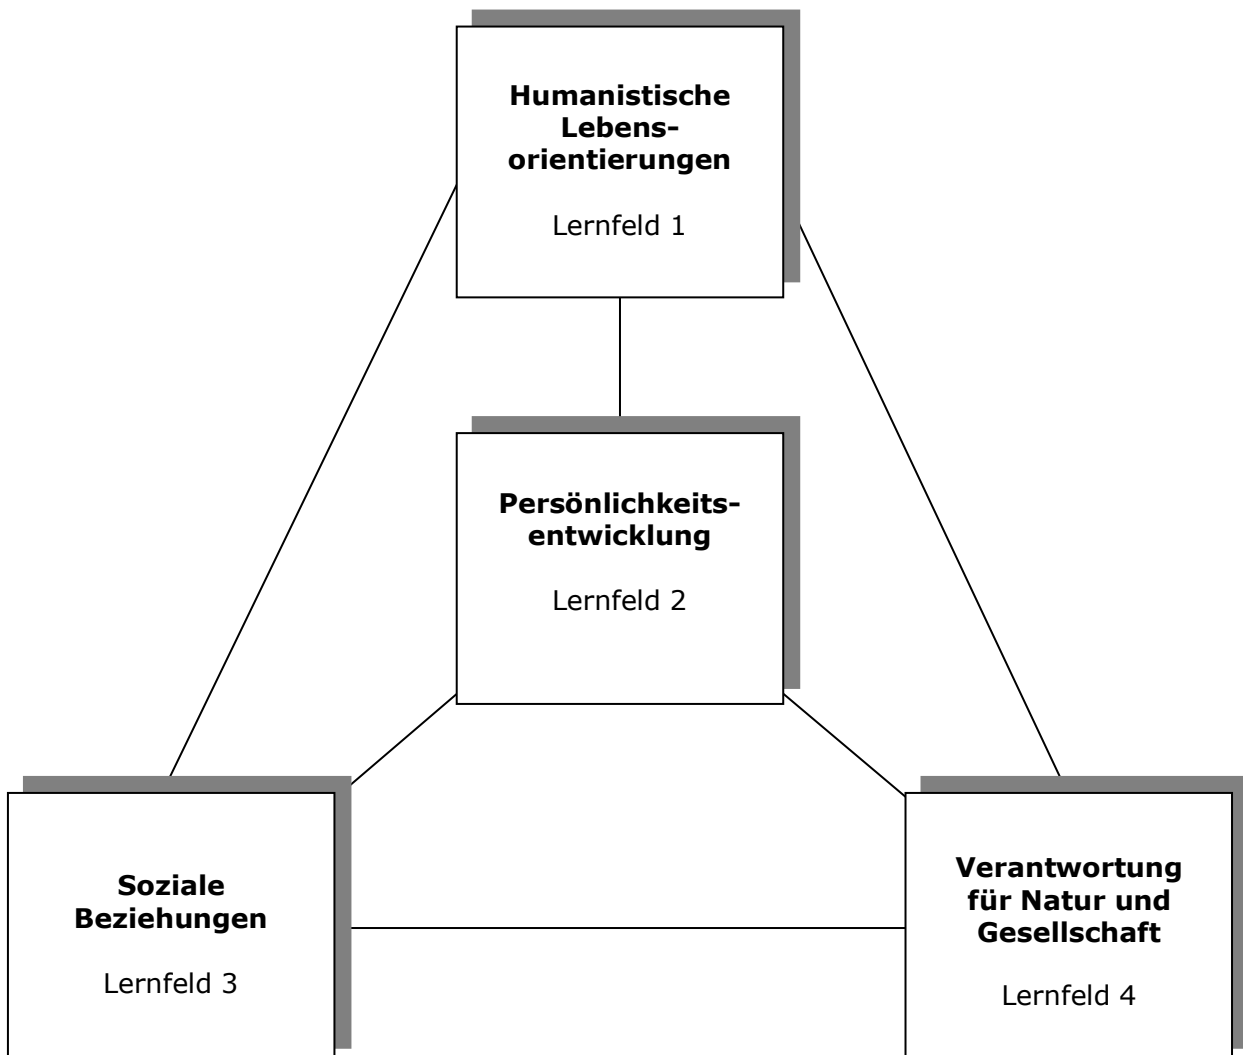 Humanistische
Lebens-
orientierungen
Lernfeld 1
Persönlichkeits-
entwicklung
Lernfeld 2
Soziale
Beziehungen
Lernfeld 3
Verantwortung
für Natur und
Gesellschaft
Lernfeld 4